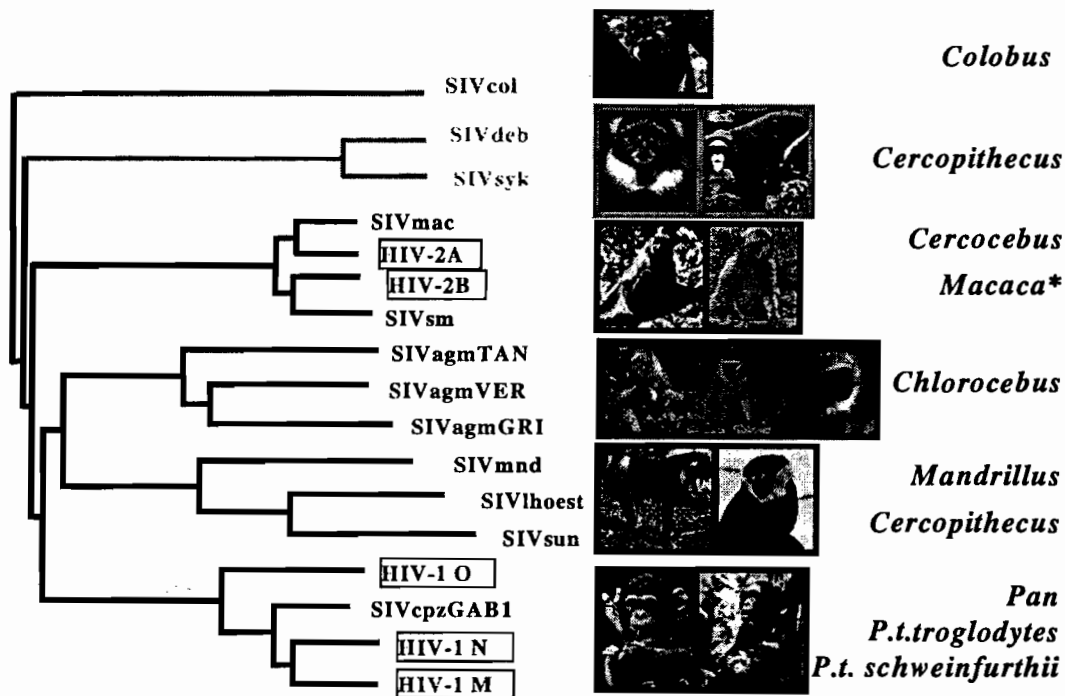 Colobus
SIVcol
SIVdeb
Cercopithecus
SIVsyk
SIVmac
Cercocebus
HIV-2A
HIV-2B
Macaca*
SIVsm
SIVagmTAN
SIVagmVER
Chlorocebus
SIVagmGRI
SIVmnd
Mandrillus
SIVlhoest
Cercopithecus
SIVsun
HIV-1 O
SIVcpzGAB1
Pan
P.t.troglodytes
HIV-1 N
P.t. schweinfurthii
HIV-1 M